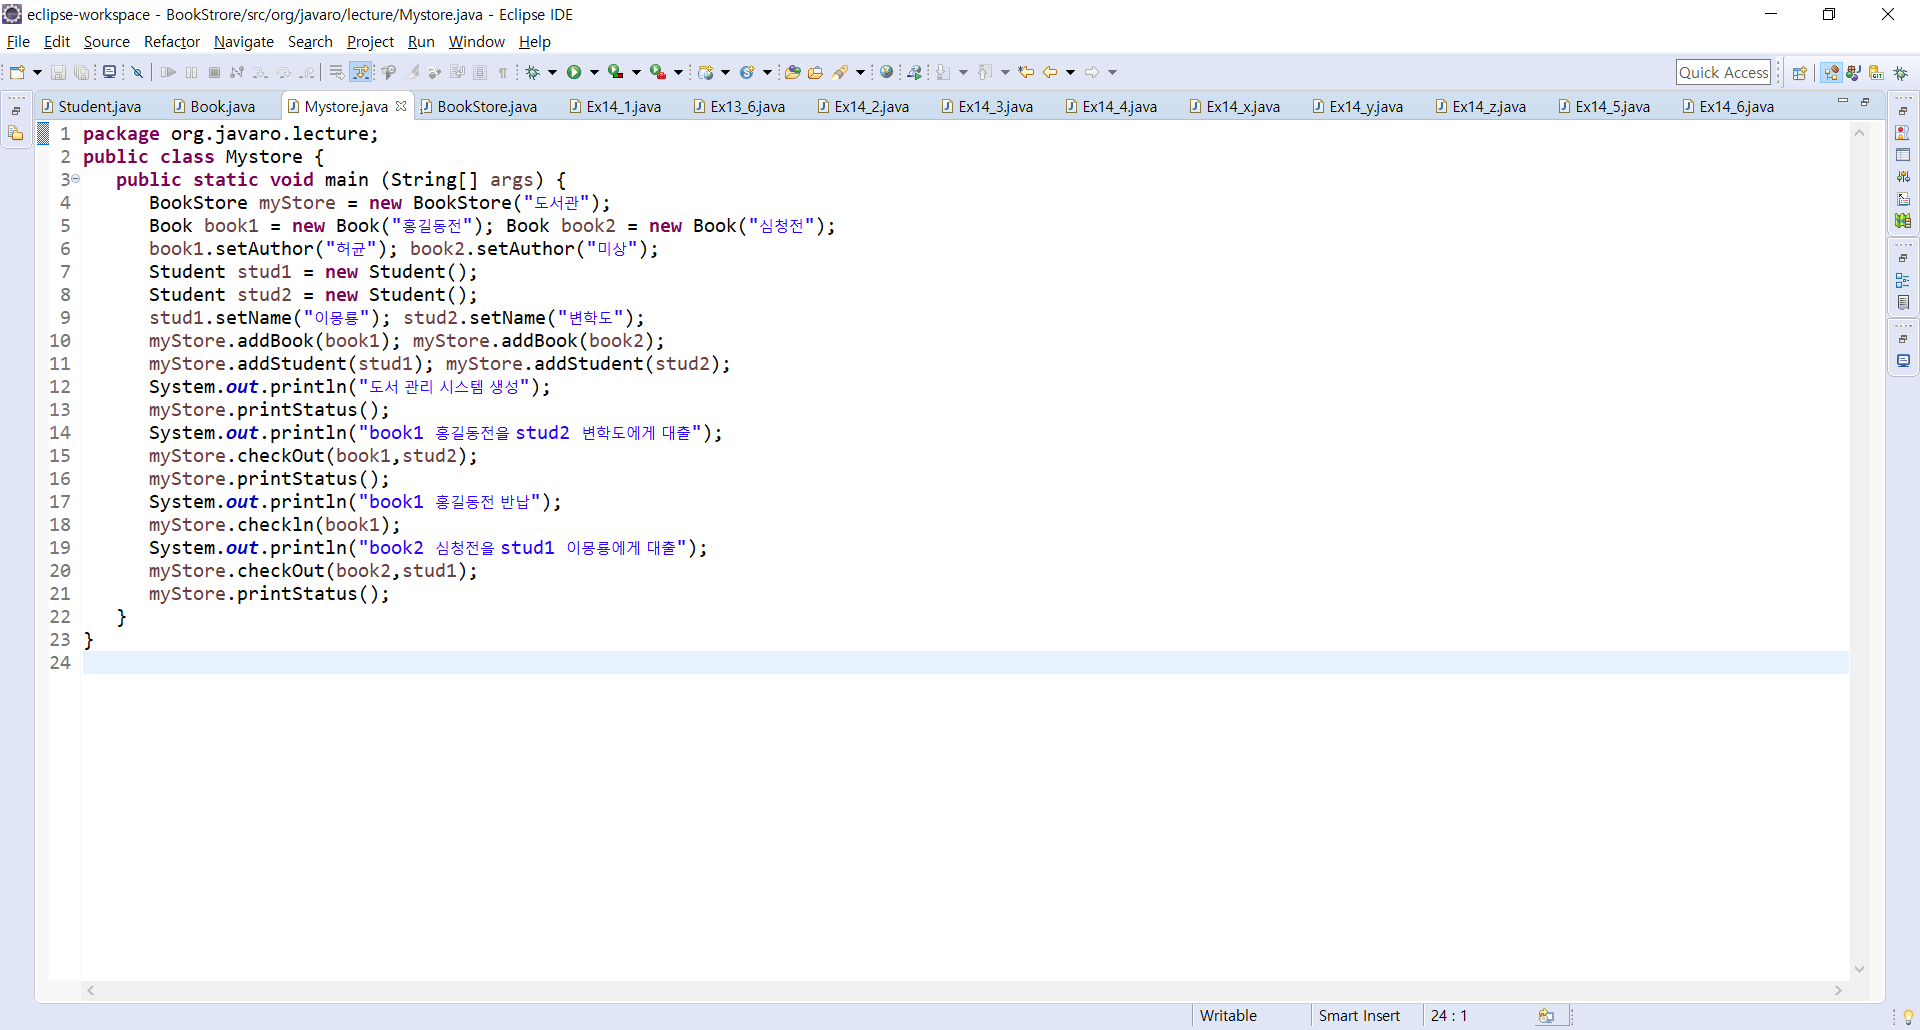 eclipse-workspace - BookStrore/src/org/javaro/lecture/Mystore.java - Eclipse IDE
File Edit Source Refactor Navigate Search Project Run Window Help
Quick Access
Student.java Book.java Mystore.java BookStore.java Ex14_1.java Ex13_6.java Ex14_2.java Ex14_3.java Ex14_4.java Ex14_x.java Ex14_y.java Ex14_z.java Ex14_5.java Ex14_6.java
1 package org.javaro.lecture;
2 public class Mystore {
3 public static void main (String[] args) {
4 BookStore myStore = new BookStore("도서관");
5 Book book1 = new Book("홍길동전"); Book book2 = new Book("심청전");
6 book1.setAuthor("허균"); book2.setAuthor("미상");
7 Student stud1 = new Student();
8 Student stud2 = new Student();
9 stud1.setName("이몽룡"); stud2.setName("변학도");
10 myStore.addBook(book1); myStore.addBook(book2);
11 myStore.addStudent(stud1); myStore.addStudent(stud2);
12 System.out.println("도서 관리 시스템 생성");
13 myStore.printStatus();
14 System.out.println("book1 홍길동전을 stud2 변학도에게 대출");
15 myStore.checkOut(book1,stud2);
16 myStore.printStatus();
17 System.out.println("book1 홍길동전 반납");
18 myStore.checkln(book1);
19 System.out.println("book2 심청전을 stud1 이몽룡에게 대출");
20 myStore.checkOut(book2,stud1);
21 myStore.printStatus();
22 }
23 }
24
Writable Smart Insert 24 : 1